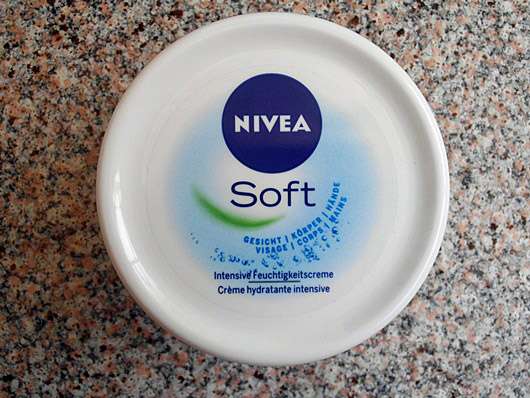 NIVEA
Soft
GESICHT | KÖRPER | HÄNDE
VISAGE | CORPS | MAINS
Intensive Feuchtigkeitscreme
Crème hydratante intensive